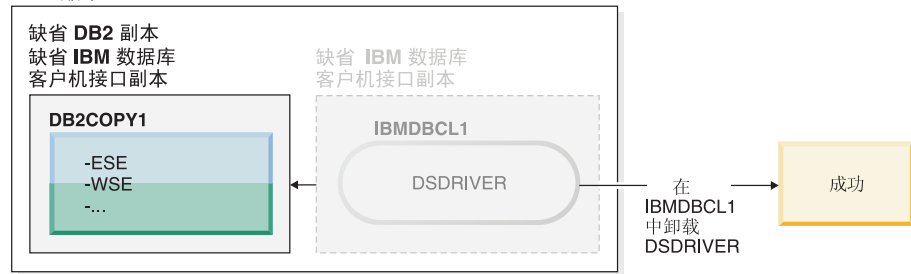 缺省 DB2 副本
缺省 IBM 数据库
客户机接口副本
DB2COPY1
-ESE
-WSE
-...
缺省 IBM 数据库
客户机接口副本
IBMDBCL1
DSDRIVER
在
IBMDBCL1
中卸载
DSDRIVER
成功